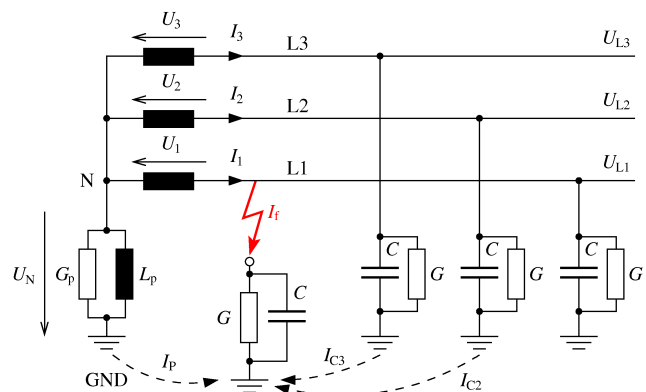 U3 I3 L3 UL3
U2 I2 L2 UL2
U1 I1 L1 UL1
N
If
UN Gp Lp
G C
C G C G C G
IP IC3
GND IC2